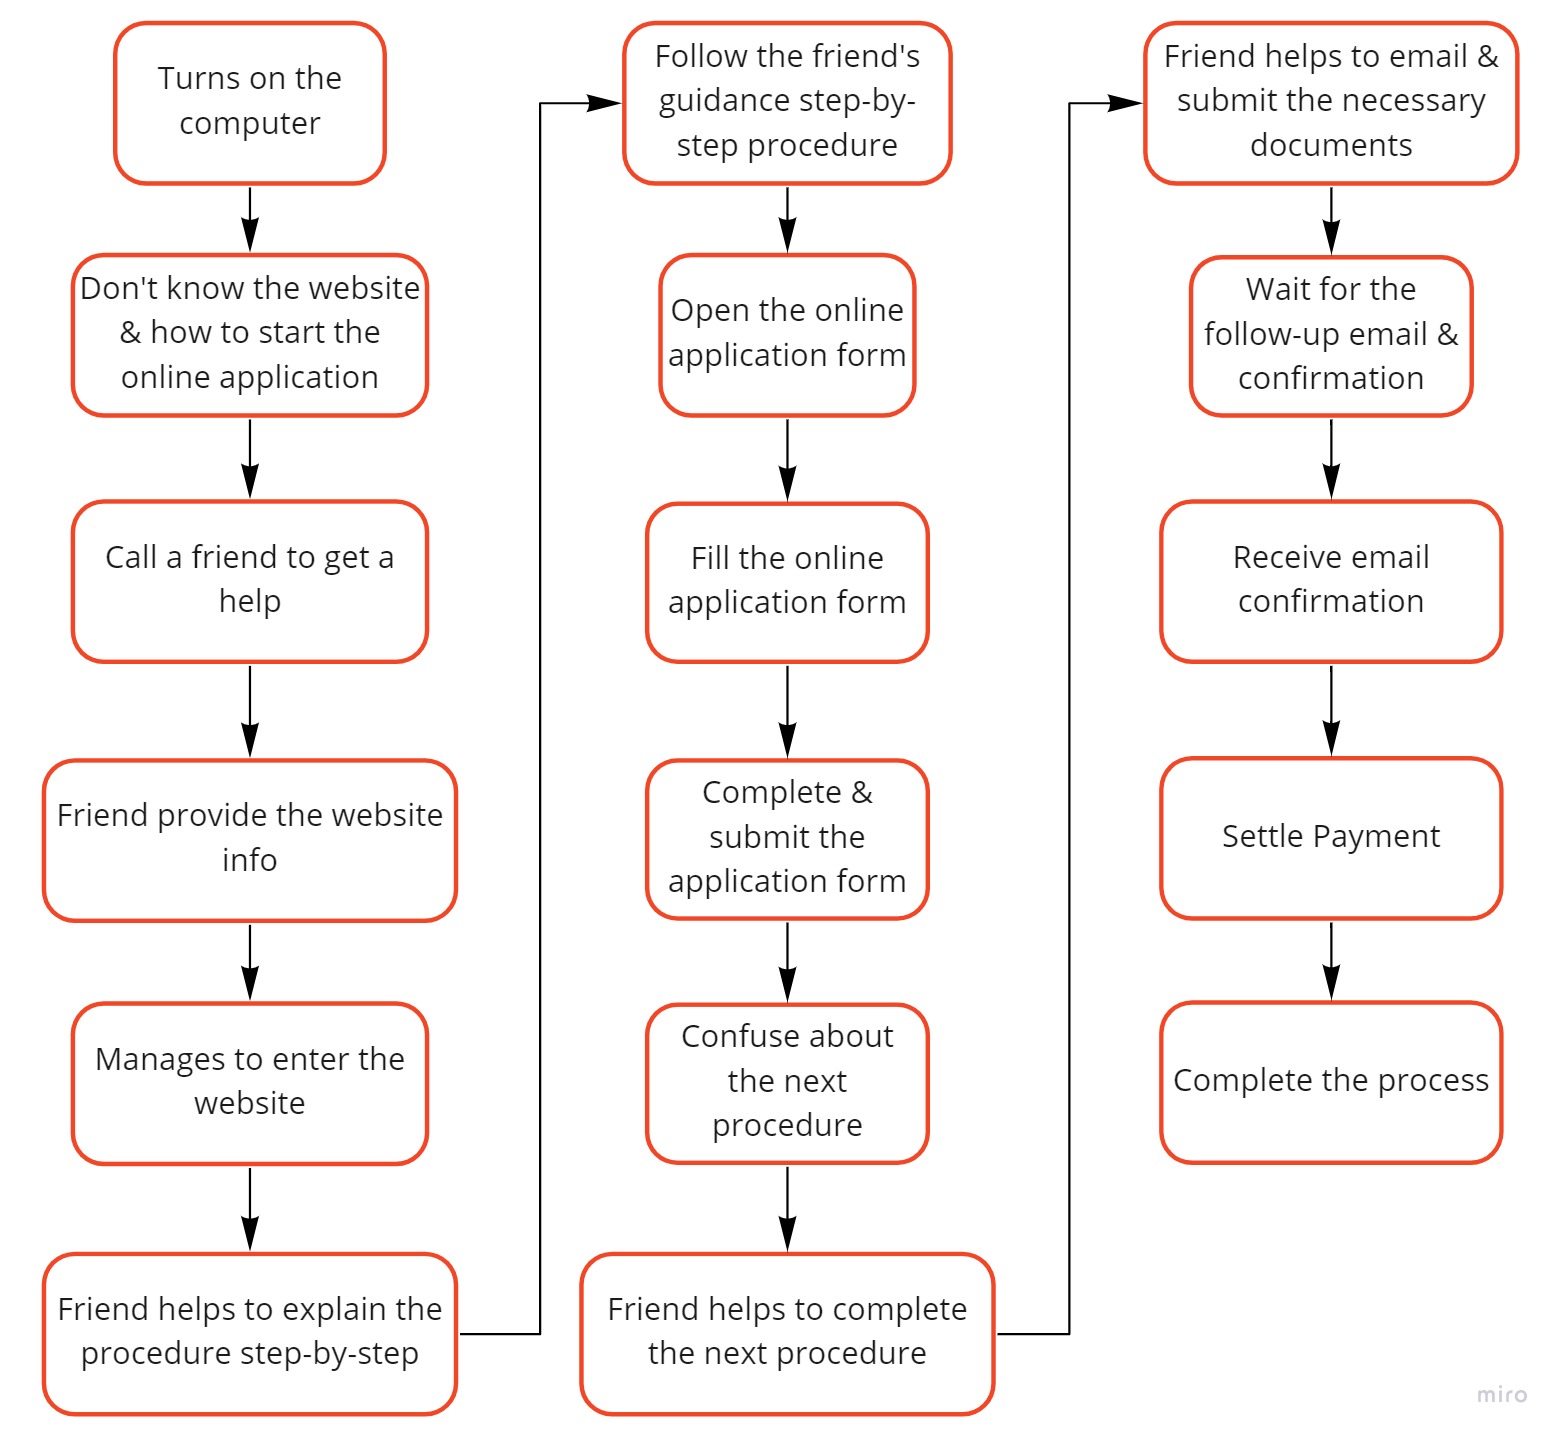 Turns on the
computer
Don't know the website
& how to start the
online application
Call a friend to get a
help
Friend provide the website
info
Manages to enter the
website
Friend helps to explain the
procedure step-by-step
Follow the friend's
guidance step-by-
step procedure
Open the online
application form
Fill the online
application form
Complete &
submit the
application form
Confuse about
the next
procedure
Friend helps to complete
the next procedure
Friend helps to email &
submit the necessary
documents
Wait for the
follow-up email &
confirmation
Receive email
confirmation
Settle Payment
Complete the process
miro